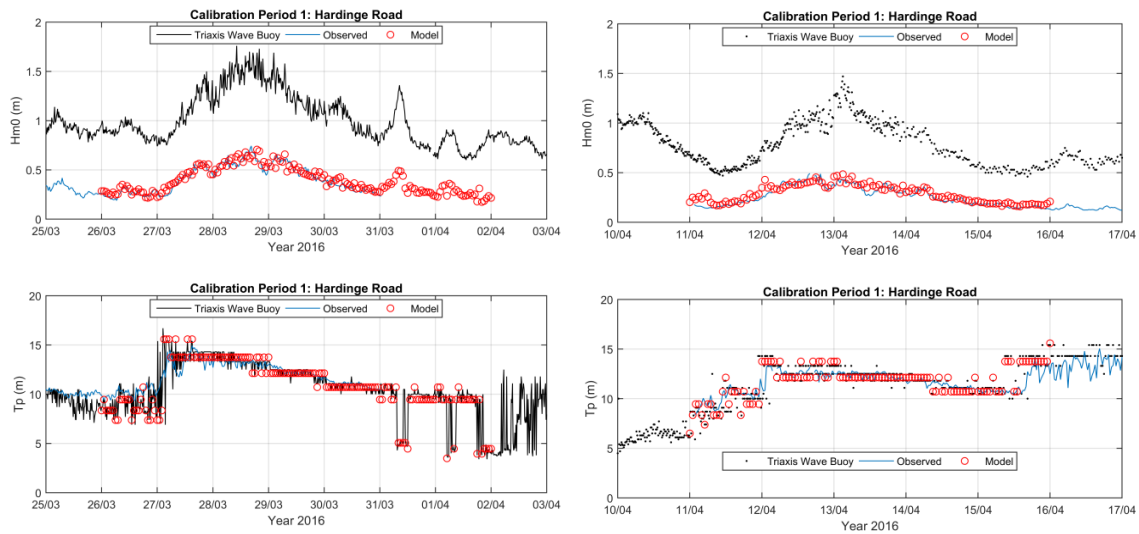 Calibration Period 1: Hardinge Road
Triaxis Wave Buoy Observed Model
Hm0 (m)
2
1.5
1
0.5
0
25/03 26/03 27/03 28/03 29/03 30/03 31/03 01/04 02/04 03/04
Year 2016
Calibration Period 1: Hardinge Road
Triaxis Wave Buoy Observed Model
Hm0 (m)
2
1.5
1
0.5
0
10/04 11/04 12/04 13/04 14/04 15/04 16/04 17/04
Year 2016
Calibration Period 1: Hardinge Road
Triaxis Wave Buoy Observed Model
Tp (m)
20
15
10
5
0
25/03 26/03 27/03 28/03 29/03 30/03 31/03 01/04 02/04 03/04
Year 2016
Calibration Period 1: Hardinge Road
Tp (m)
20
15
10
5
0
Triaxis Wave Buoy Observed Model
10/04 11/04 12/04 13/04 14/04 15/04 16/04 17/04
Year 2016